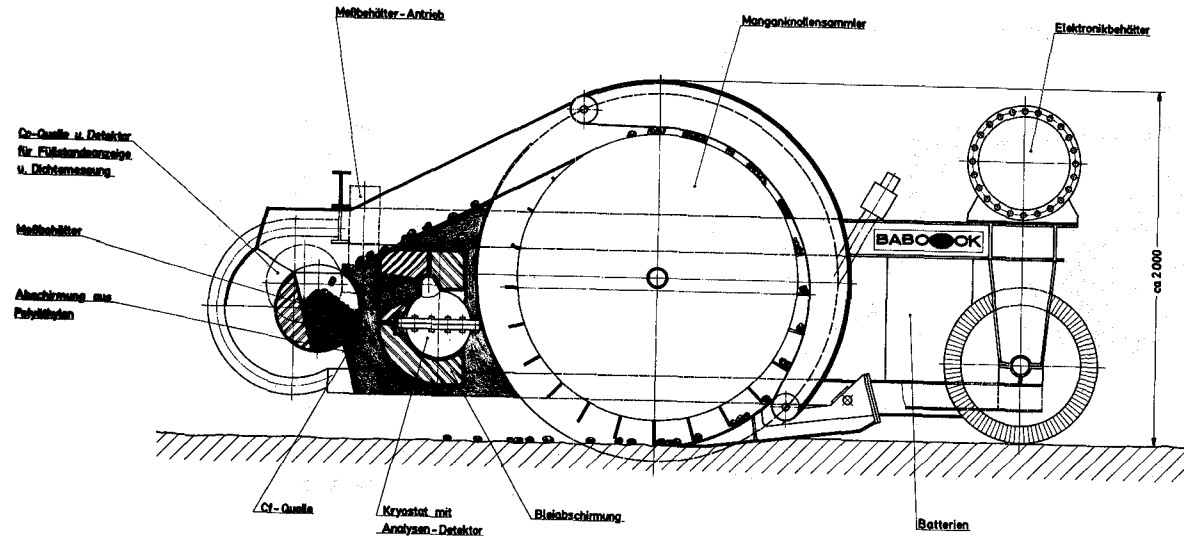 Meßbehälter-Antrieb
Manganknollensammler
Elektronikbehälter
Co-Quelle u. Detektor
für Füllstandsanzeige
u. Dichtemessung
Meßbehälter
Abschirmung aus
Polyäthylen
BABCOCK
ca 2000
Cf-Quelle
Kryostat mit
Analysen-Detektor
Bleiabschirmung
Batterien